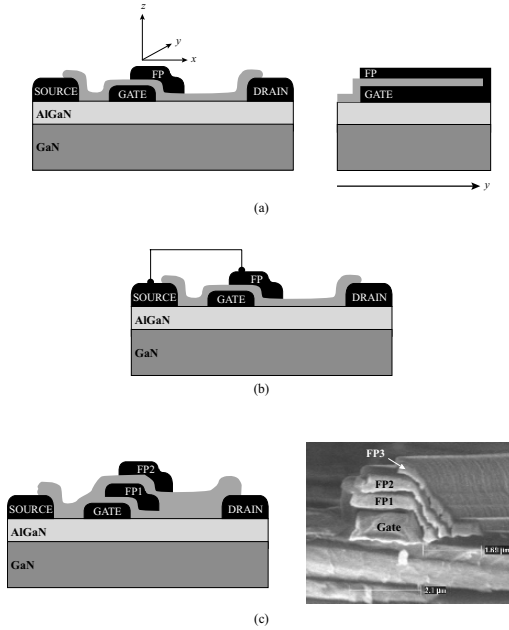 z
y
x
FP
SOURCE
GATE
DRAIN
AlGaN
GaN
FP
GATE
y
(a)
FP
SOURCE
GATE
DRAIN
AlGaN
GaN
(b)
FP2
FP1
SOURCE
GATE
DRAIN
AlGaN
GaN
FP3
FP2
FP1
Gate
1.69 µm
2.1 µm
(c)